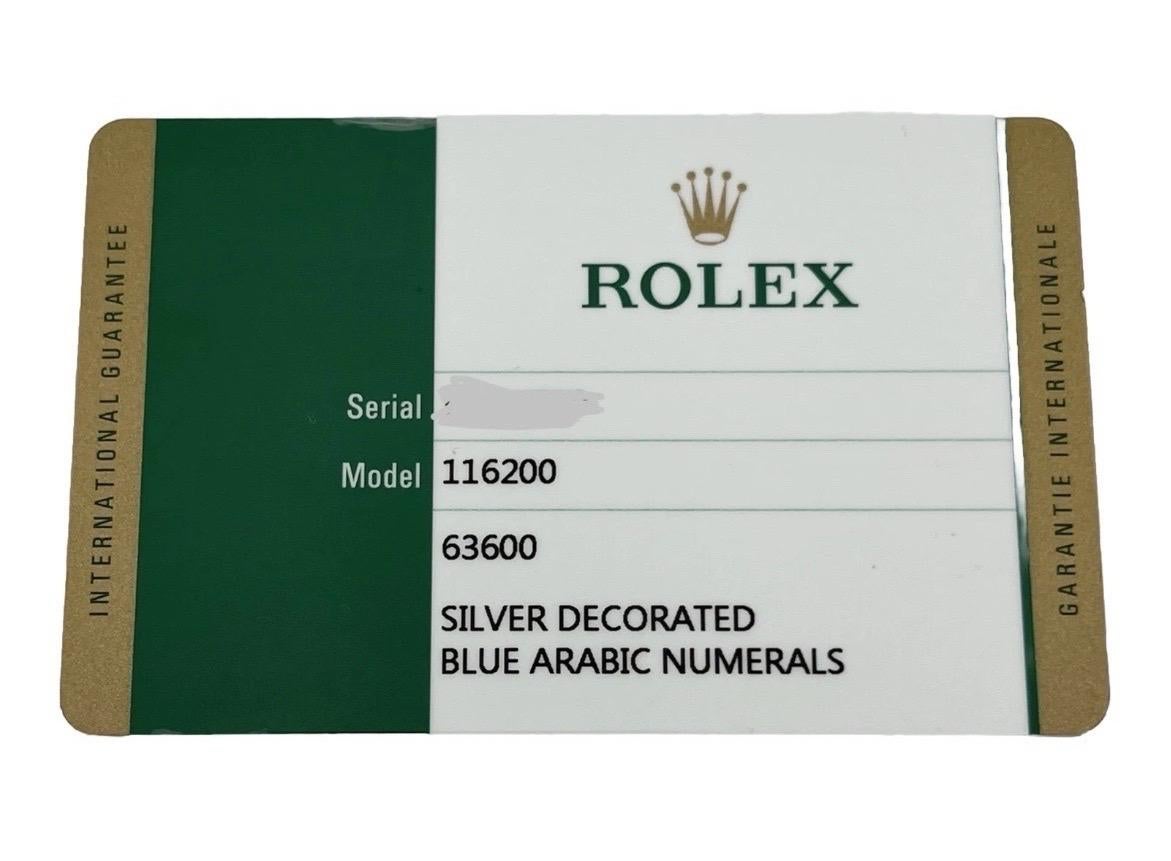 INTERNATIONAL GUARANTEE
ROLEX
Serial
Model 116200
63600
SILVER DECORATED
BLUE ARABIC NUMERALS
GARANTIE INTERNATIONALE